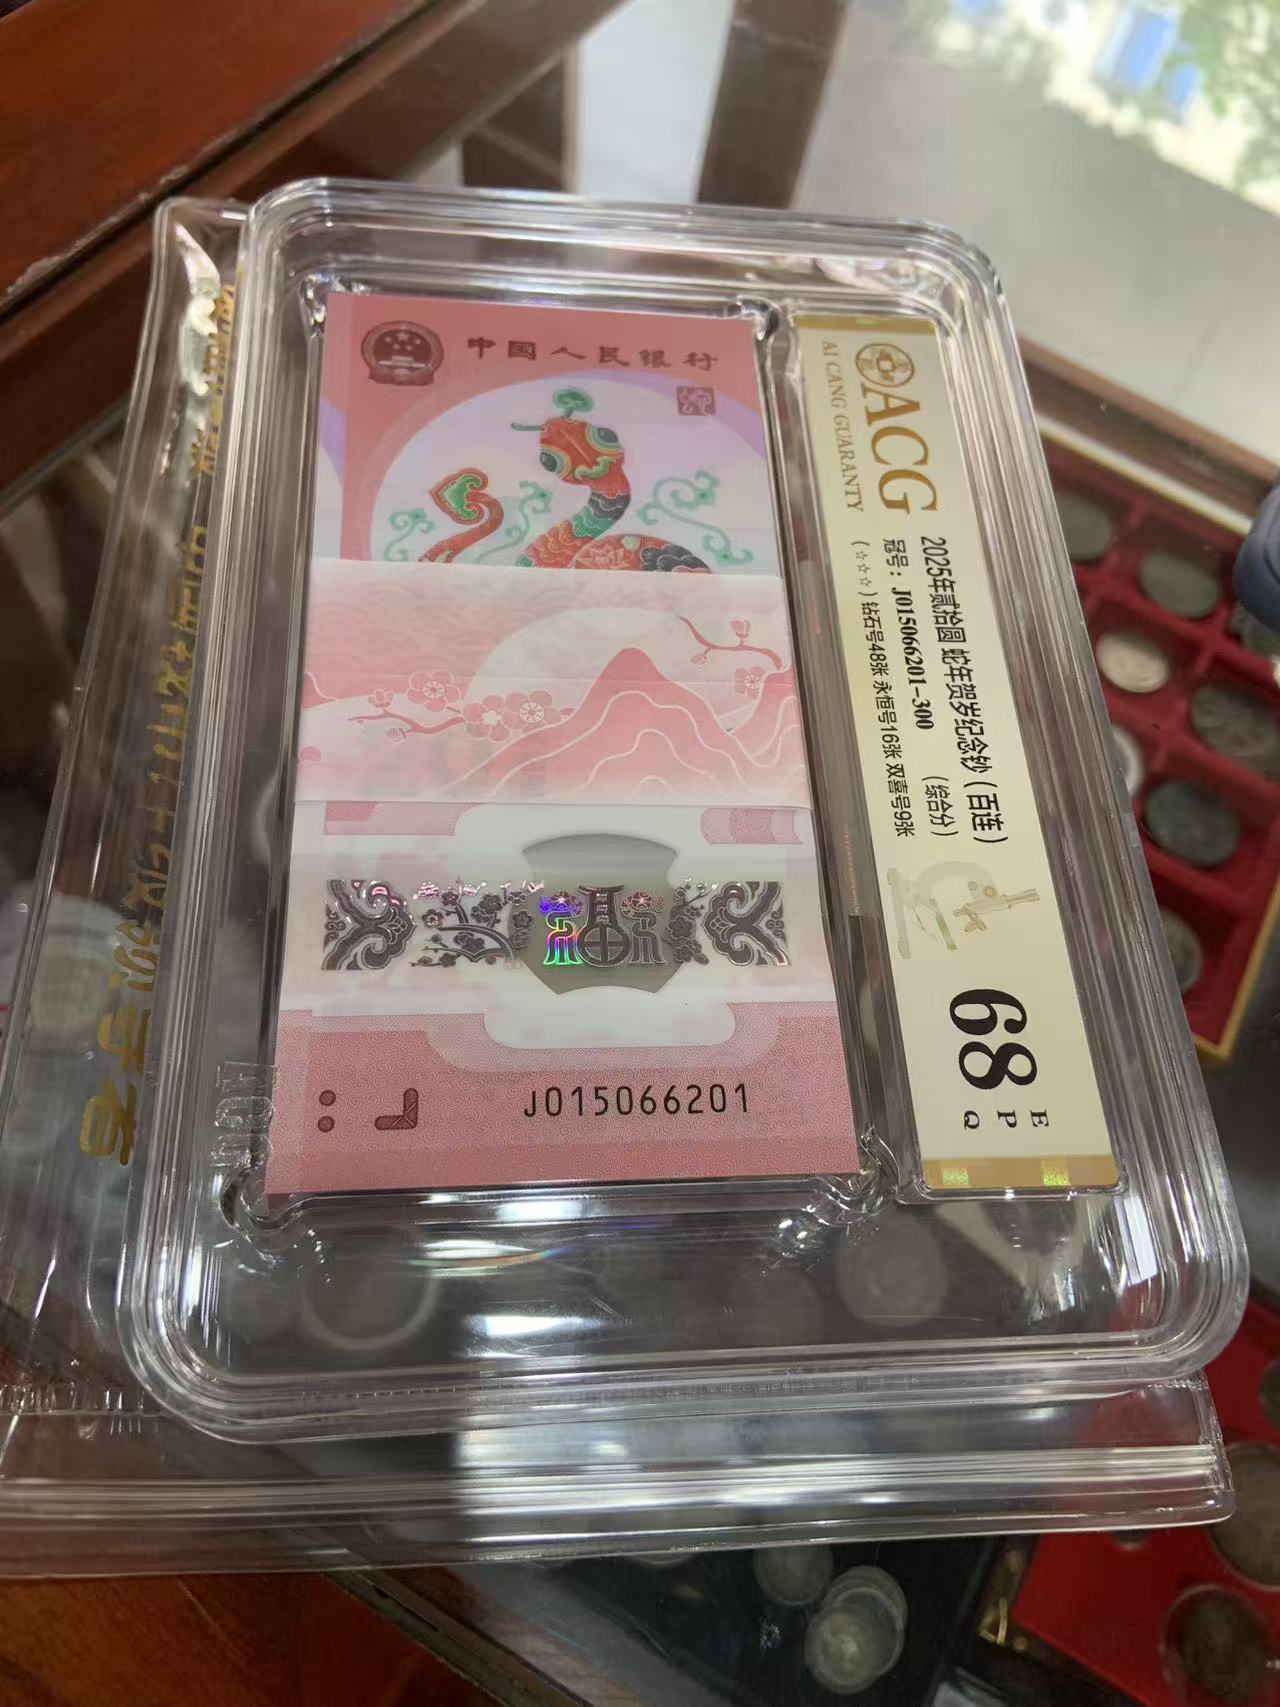 中国人民银行
J015066201
ACG
AI CANG GUARANTY
2025年贰拾圆 蛇年贺岁纪念钞（百连）
冠号：J015066201-300 （综合分）
（☆☆☆）钻石号48张 永恒号16张 双喜号9张
68
E
P
Q
ACG